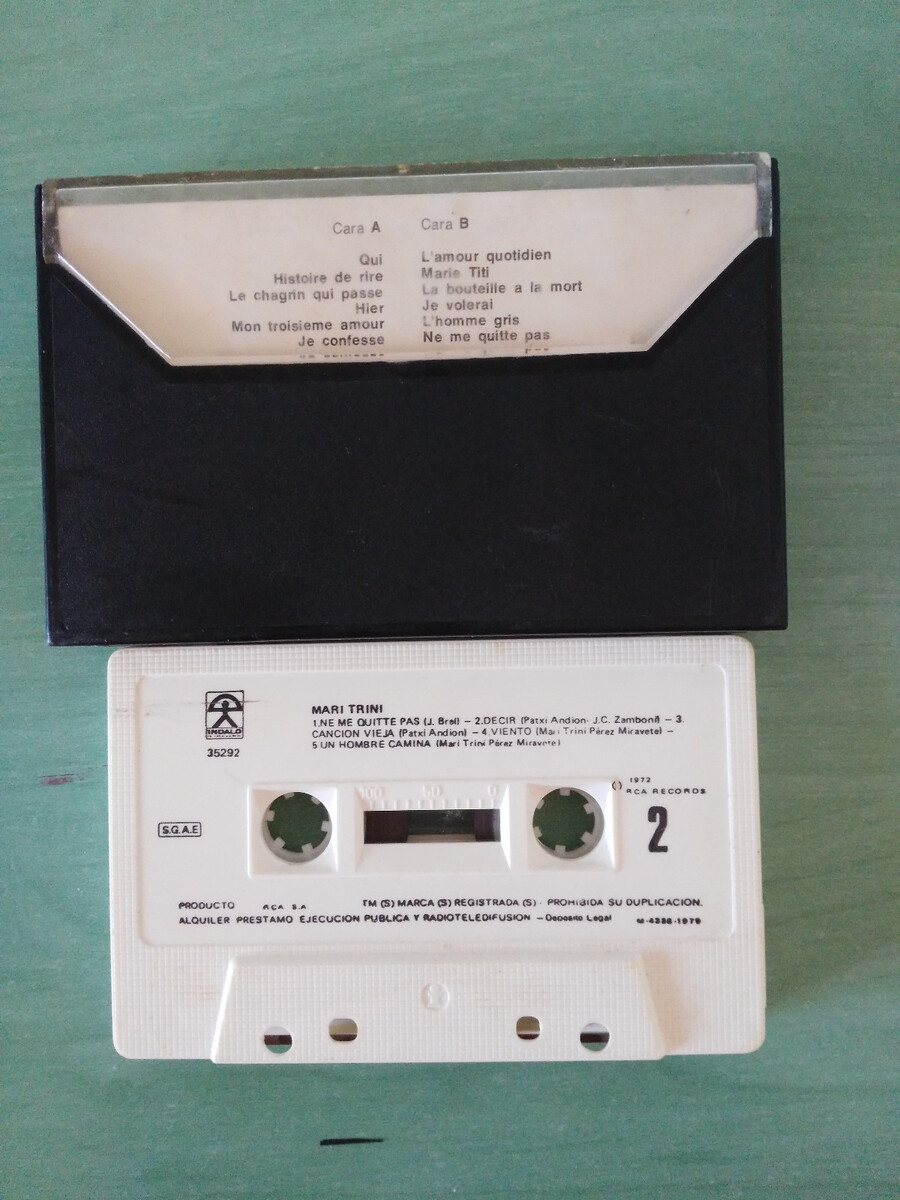 Cara A
Qui
Histoire de rire
Le chagrin qui passe
Hier
Mon troisieme amour
Je confesse
Cara B
L'amour quotidien
Marie Titi
La bouteille a la mort
Je volerai
L'homme gris
Ne me quitte pas
INDALO
35292
MARI TRINI
1.NE ME QUITTE PAS (J. Brel) – 2.DECIR (Patxi Andion- J.C. Zamboni) – 3.
CANCION VIEJA (Patxi Andion) – 4.VIENTO (Mari Trini Pérez Miravete) –
5 UN HOMBRE CAMINA (Mari Trini Pérez Miravete)
100 50 0
1972
RCA RECORDS
S.G.A.E
2
PRODUCTO RCA S.A TM (S) MARCA (S) REGISTRADA (S) - PROHIBIDA SU DUPLICACION.
ALQUILER PRESTAMO EJECUCION PUBLICA Y RADIOTELEDIFUSION – Deposito Legal M-4356-1979